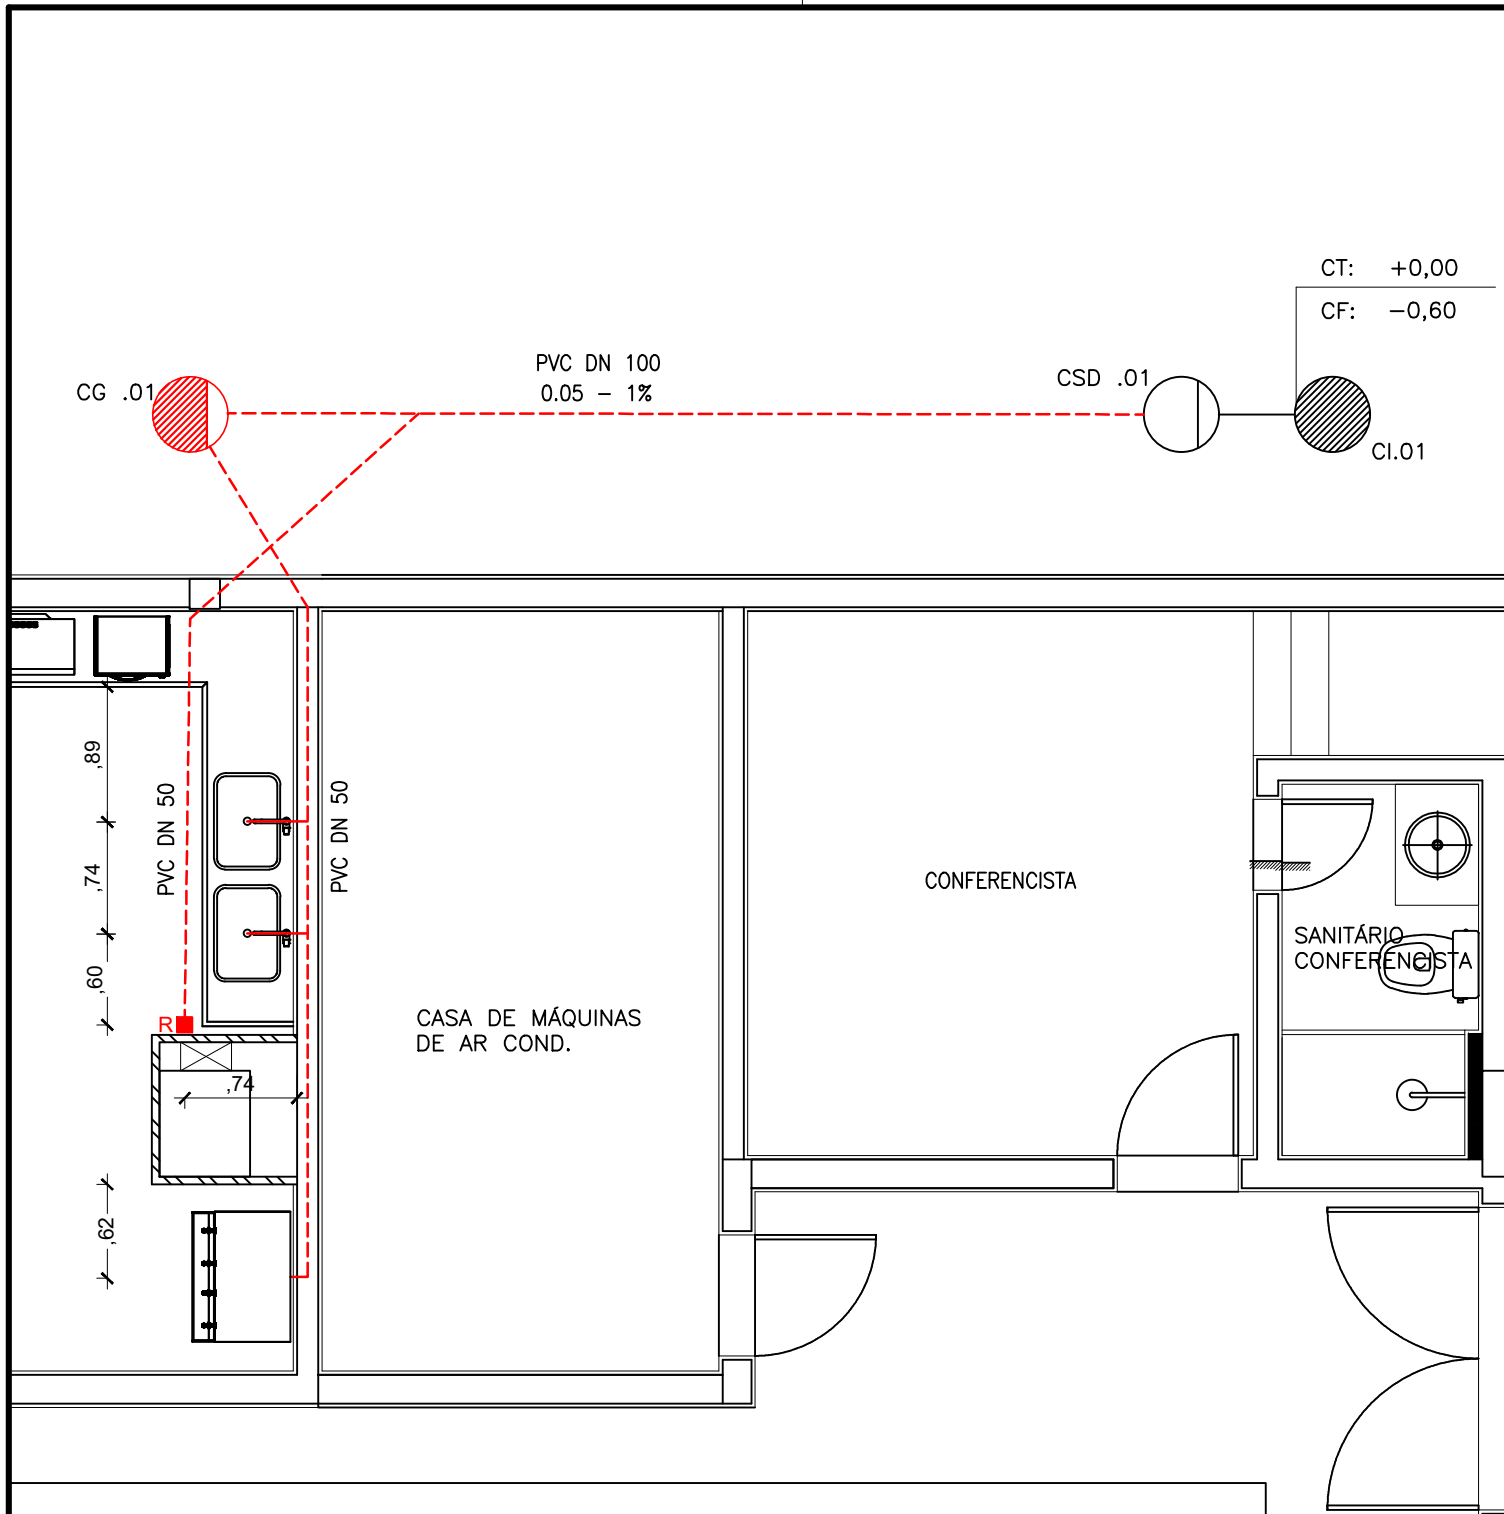 CT: +0,00
CF: −0,60
PVC DN 100
0.05 − 1%
CG .01
CSD .01
CI.01
,89
PVC DN 50
PVC DN 50
,74
,60
CONFERENCISTA
SANITÁRIO
CONFERENCISTA
R
CASA DE MÁQUINAS
DE AR COND.
,74
,62